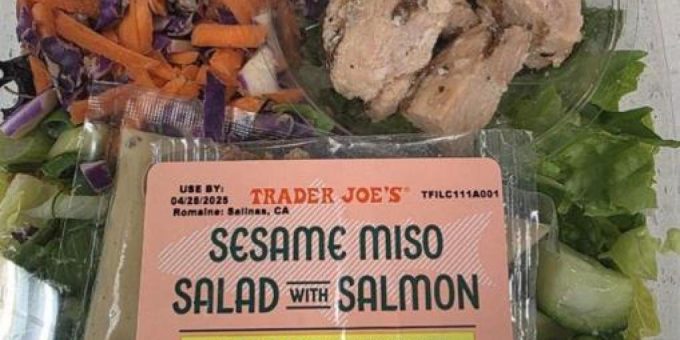 USE BY:
04/28/2025
Romaine: Salinas, CA
TRADER JOE'S®
TFILC111A001
SESAME MISO
SALAD WITH SALMON